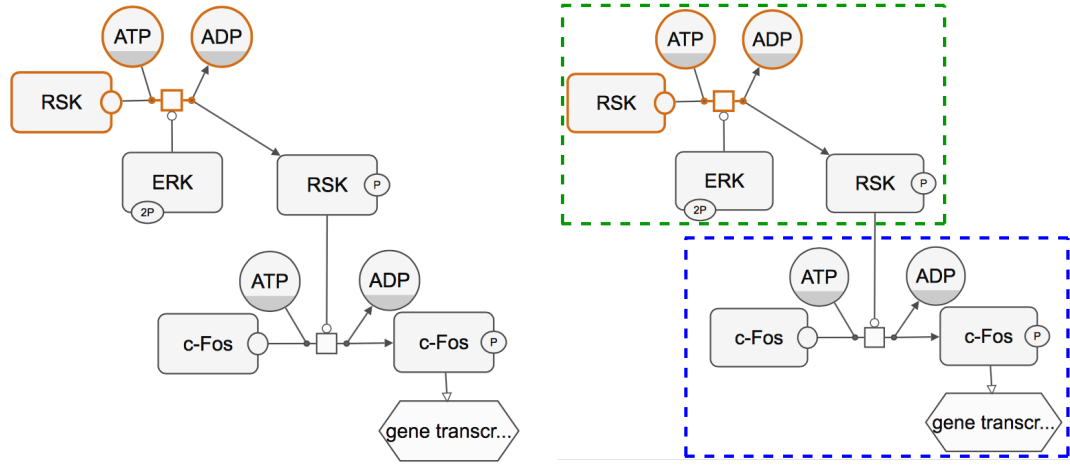 ATP
ADP
RSK
ERK
2P
RSK
P
ATP
ADP
c-Fos
c-Fos
P
gene transcr...
ATP
ADP
RSK
ERK
2P
RSK
P
ATP
ADP
c-Fos
c-Fos
P
gene transcr...